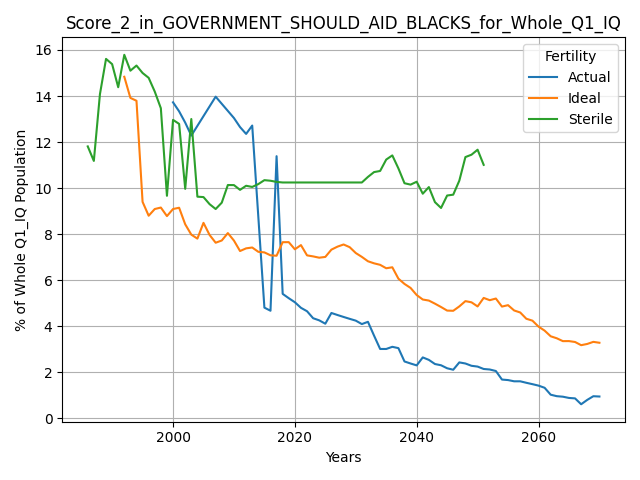 Score_2_in_GOVERNMENT_SHOULD_AID_BLACKS_for_Whole_Q1_IQ
16
14
12
10
8
6
4
2
0
% of Whole Q1_IQ Population
Fertility
Actual
Ideal
Sterile
2000
2020
2040
2060
Years